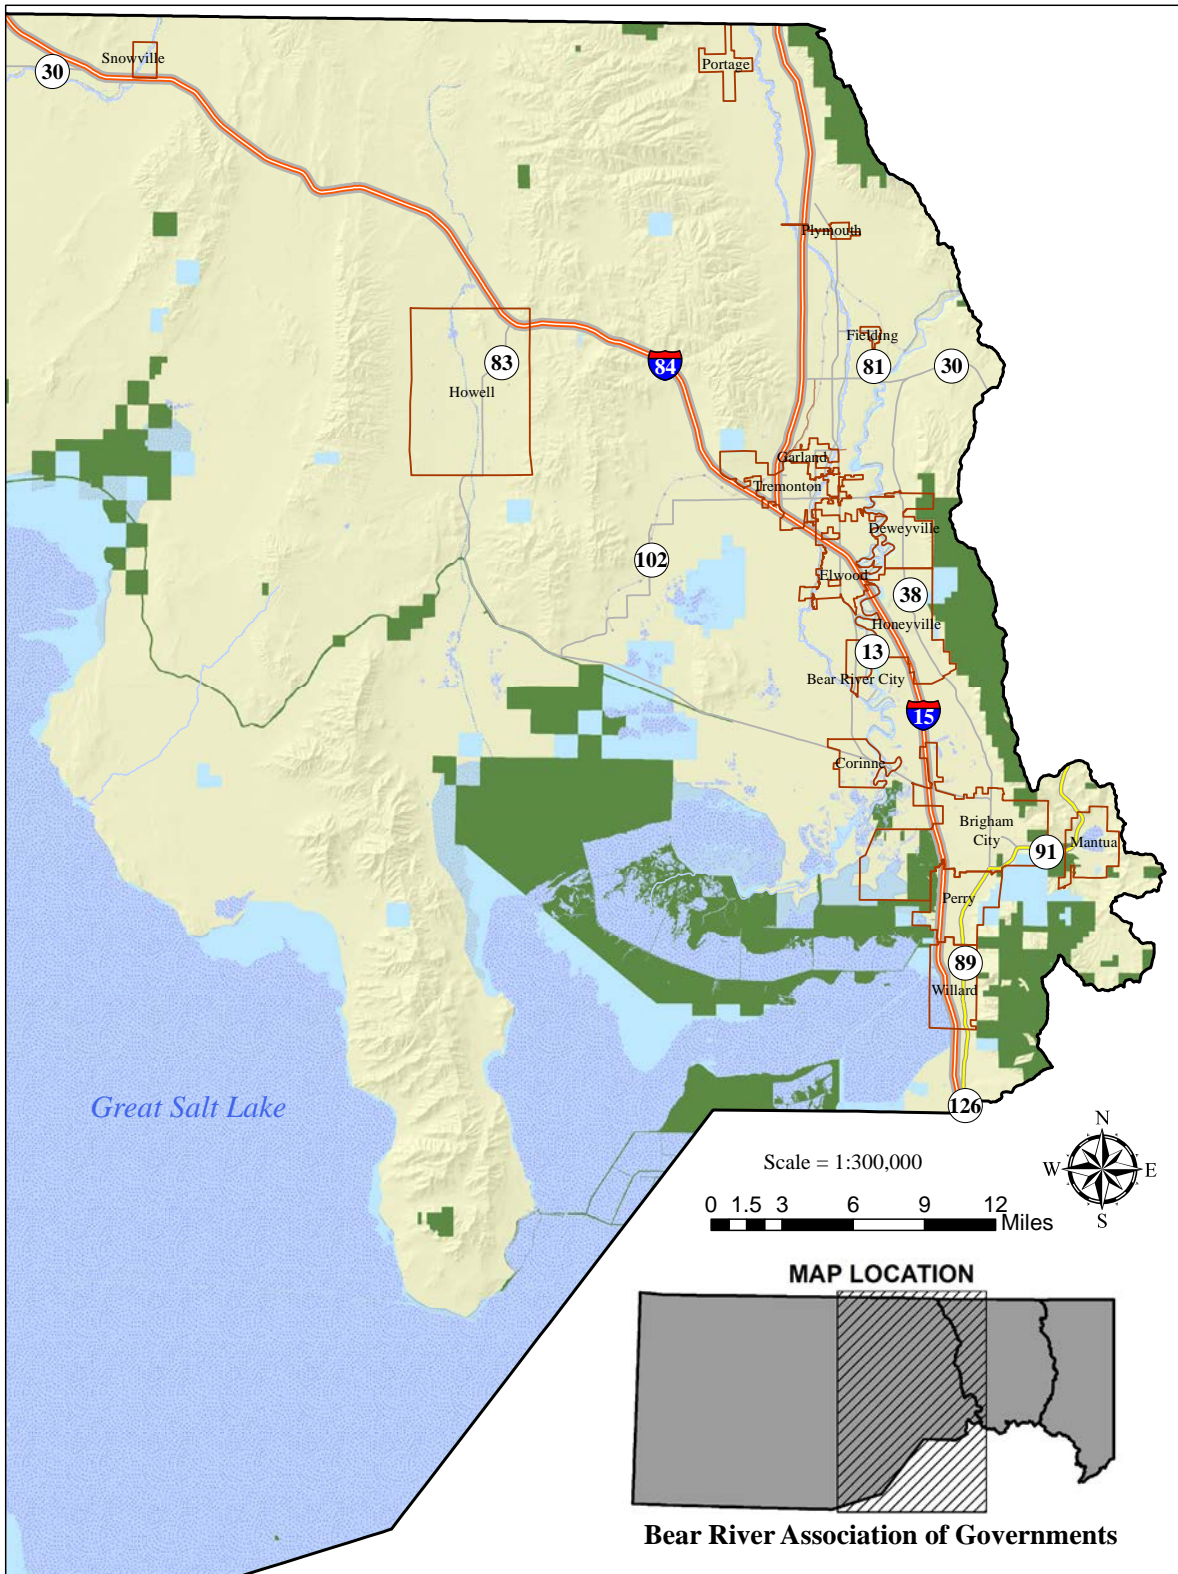 Snowville
30
Portage
Plymouth
Fielding
83
84
81
30
Howell
Garland
Tremonton
Deweyville
102
Elwood
38
Honeyville
13
Bear River City
15
Corinne
Brigham
City
91
Mantua
Perry
89
Willard
Great Salt Lake
126
N
W
E
S
Scale = 1:300,000
0 1.5 3 6 9 12
Miles
MAP LOCATION
Bear River Association of Governments